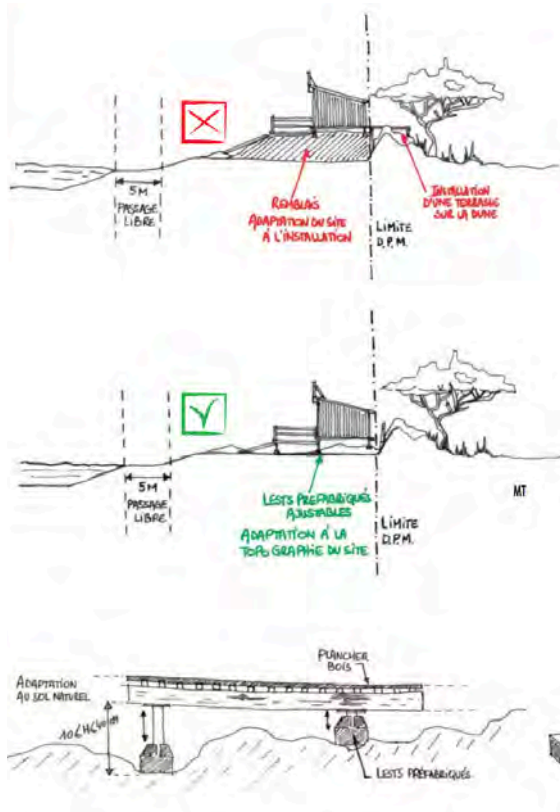 5M
PASSAGE
LIBRE
REMBLAIS
ADAPTATION DU SITE
À L'INSTALLATION
INSTALLATION
D'UNE TERRASSE
SUR LA DUNE
LIMITE
D.P.M.
5M
PASSAGE
LIBRE
LESTS PREFABRIQUÉS
AJUSTABLES
ADAPTATION À LA
TOPOGRAPHIE DU SITE
LIMITE
D.P.M.
MT
ADAPTATION
AU SOL NATUREL
PLANCHER
BOIS
LESTS PRÉFABRIQUÉS